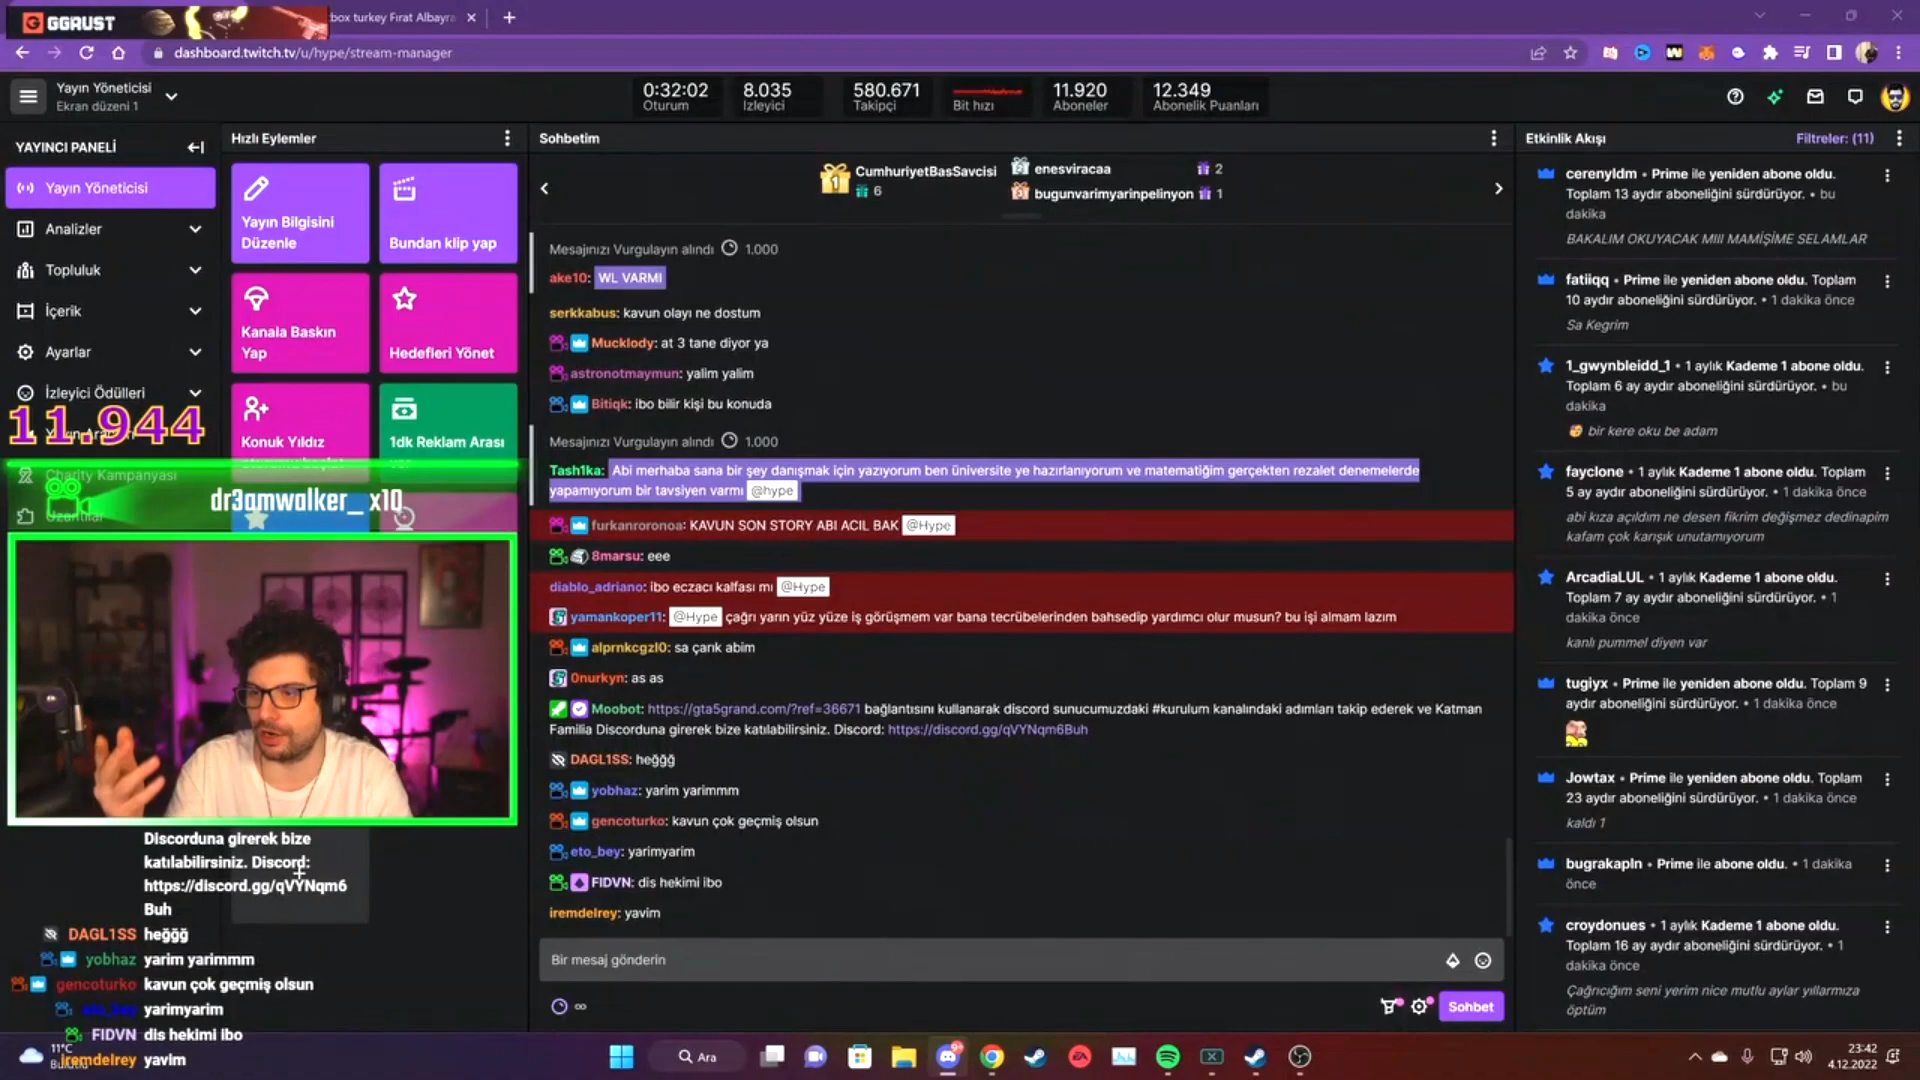 GGRUST
box turkey Fırat Albayra
dashboard.twitch.tv/u/hype/stream-manager
Yayın Yöneticisi
Ekran düzeni 1
0:32:02
Oturum
8.035
İzleyici
580.671
Takipçi
Bit hızı
11.920
Aboneler
12.349
Abonelik Puanları
YAYINCI PANELİ
Yayın Yöneticisi
Analizler
Topluluk
İçerik
Ayarlar
İzleyici Ödülleri
11.944
Charity Kampanyası
Uzantılar
dr3amwalker_ x10
Hızlı Eylemler
Yayın Bilgisini
Düzenle
Bundan klip yap
Kanala Baskın
Yap
Hedefleri Yönet
Konuk Yıldız
1dk Reklam Arası
Sohbetim
1
CumhuriyetBasSavcisi
6
enesviracaa
2
bugunvarimyarinpelinyon
1
Mesajınızı Vurgulayın alındı 1.000
ake10: WL VARMI
serkkabus: kavun olayı ne dostum
Mucklody: at 3 tane diyor ya
astronotmaymun: yalim yalim
Bitiqk: ibo bilir kişi bu konuda
Mesajınızı Vurgulayın alındı 1.000
Tash1ka: Abi merhaba sana bir şey danışmak için yazıyorum ben üniversite ye hazırlanıyorum ve matematiğim gerçekten rezalet denemelerde
yapamıyorum bir tavsiyen varmı @hype
furkanroronoa: KAVUN SON STORY ABI ACIL BAK @Hype
8marsu: eee
diablo_adriano: ibo eczacı kalfası mı @Hype
yamankoper11: @Hype çağrı yarın yüz yüze iş görüşmem var bana tecrübelerinden bahsedip yardımcı olur musun? bu işi almam lazım
alprnkcgzl0: sa çarık abim
0nurkyn: as as
Moobot: https://gta5grand.com/?ref=36671 bağlantısını kullanarak discord sunucumuzdaki #kurulum kanalındaki adımları takip ederek ve Katman
Familia Discorduna girerek bize katılabilirsiniz. Discord: https://discord.gg/qVYNqm6Buh
DAGL1SS: heğğğ
yobhaz: yarim yarimmm
gencoturko: kavun çok geçmiş olsun
eto_bey: yarimyarim
FIDVN: dis hekimi ibo
iremdelrey: yavim
Bir mesaj gönderin
∞
Sohbet
Etkinlik Akışı
Filtreler: (11)
cerenyldm • Prime ile yeniden abone oldu.
Toplam 13 aydır aboneliğini sürdürüyor. • bu
dakika
BAKALIM OKUYACAK MIII MAMİŞİME SELAMLAR
fatiiqq • Prime ile yeniden abone oldu. Toplam
10 aydır aboneliğini sürdürüyor. • 1 dakika önce
Sa Kegrim
1_gwynbleidd_1 • 1 aylık Kademe 1 abone oldu.
Toplam 6 ay aydır aboneliğini sürdürüyor. • bu
dakika
bir kere oku be adam
fayclone • 1 aylık Kademe 1 abone oldu. Toplam
5 ay aydır aboneliğini sürdürüyor. • 1 dakika önce
abi kıza açıldım ne desen fikrim değişmez dedinapim
kafam çok karışık unutamıyorum
ArcadiaLUL • 1 aylık Kademe 1 abone oldu.
Toplam 7 ay aydır aboneliğini sürdürüyor. • 1
dakika önce
kanlı pummel diyen var
tugiyx • Prime ile yeniden abone oldu. Toplam 9
aydır aboneliğini sürdürüyor. • 1 dakika önce
Jowtax • Prime ile yeniden abone oldu. Toplam
23 aydır aboneliğini sürdürüyor. • 1 dakika önce
kaldı 1
bugrakapln • Prime ile abone oldu. • 1 dakika
önce
croydonues • 1 aylık Kademe 1 abone oldu.
Toplam 16 ay aydır aboneliğini sürdürüyor. • 1
dakika önce
Çağrıcığım seni yerim nice mutlu aylar yıllarmıza
öptüm
Discorduna girerek bize
katılabilirsiniz. Discord:
https://discord.gg/qVYNqm6
Buh
DAGL1SS heğğğ
yobhaz yarim yarimmm
gencoturko kavun çok geçmiş olsun
eto_bey yarimyarim
FIDVN dis hekimi ibo
iremdelrey yavim
11°C
Ara
9+
23:42
4.12.2022